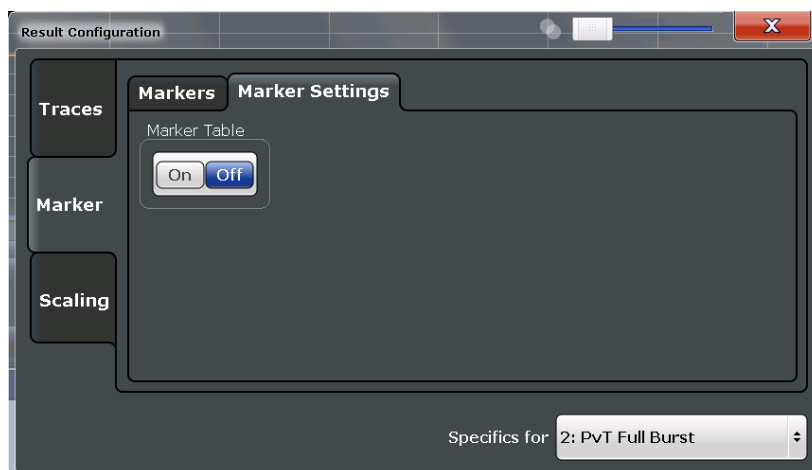 Result Configuration
X
Traces
Marker
Scaling
Markers Marker Settings
Marker Table
On Off
Specifics for 2: PvT Full Burst